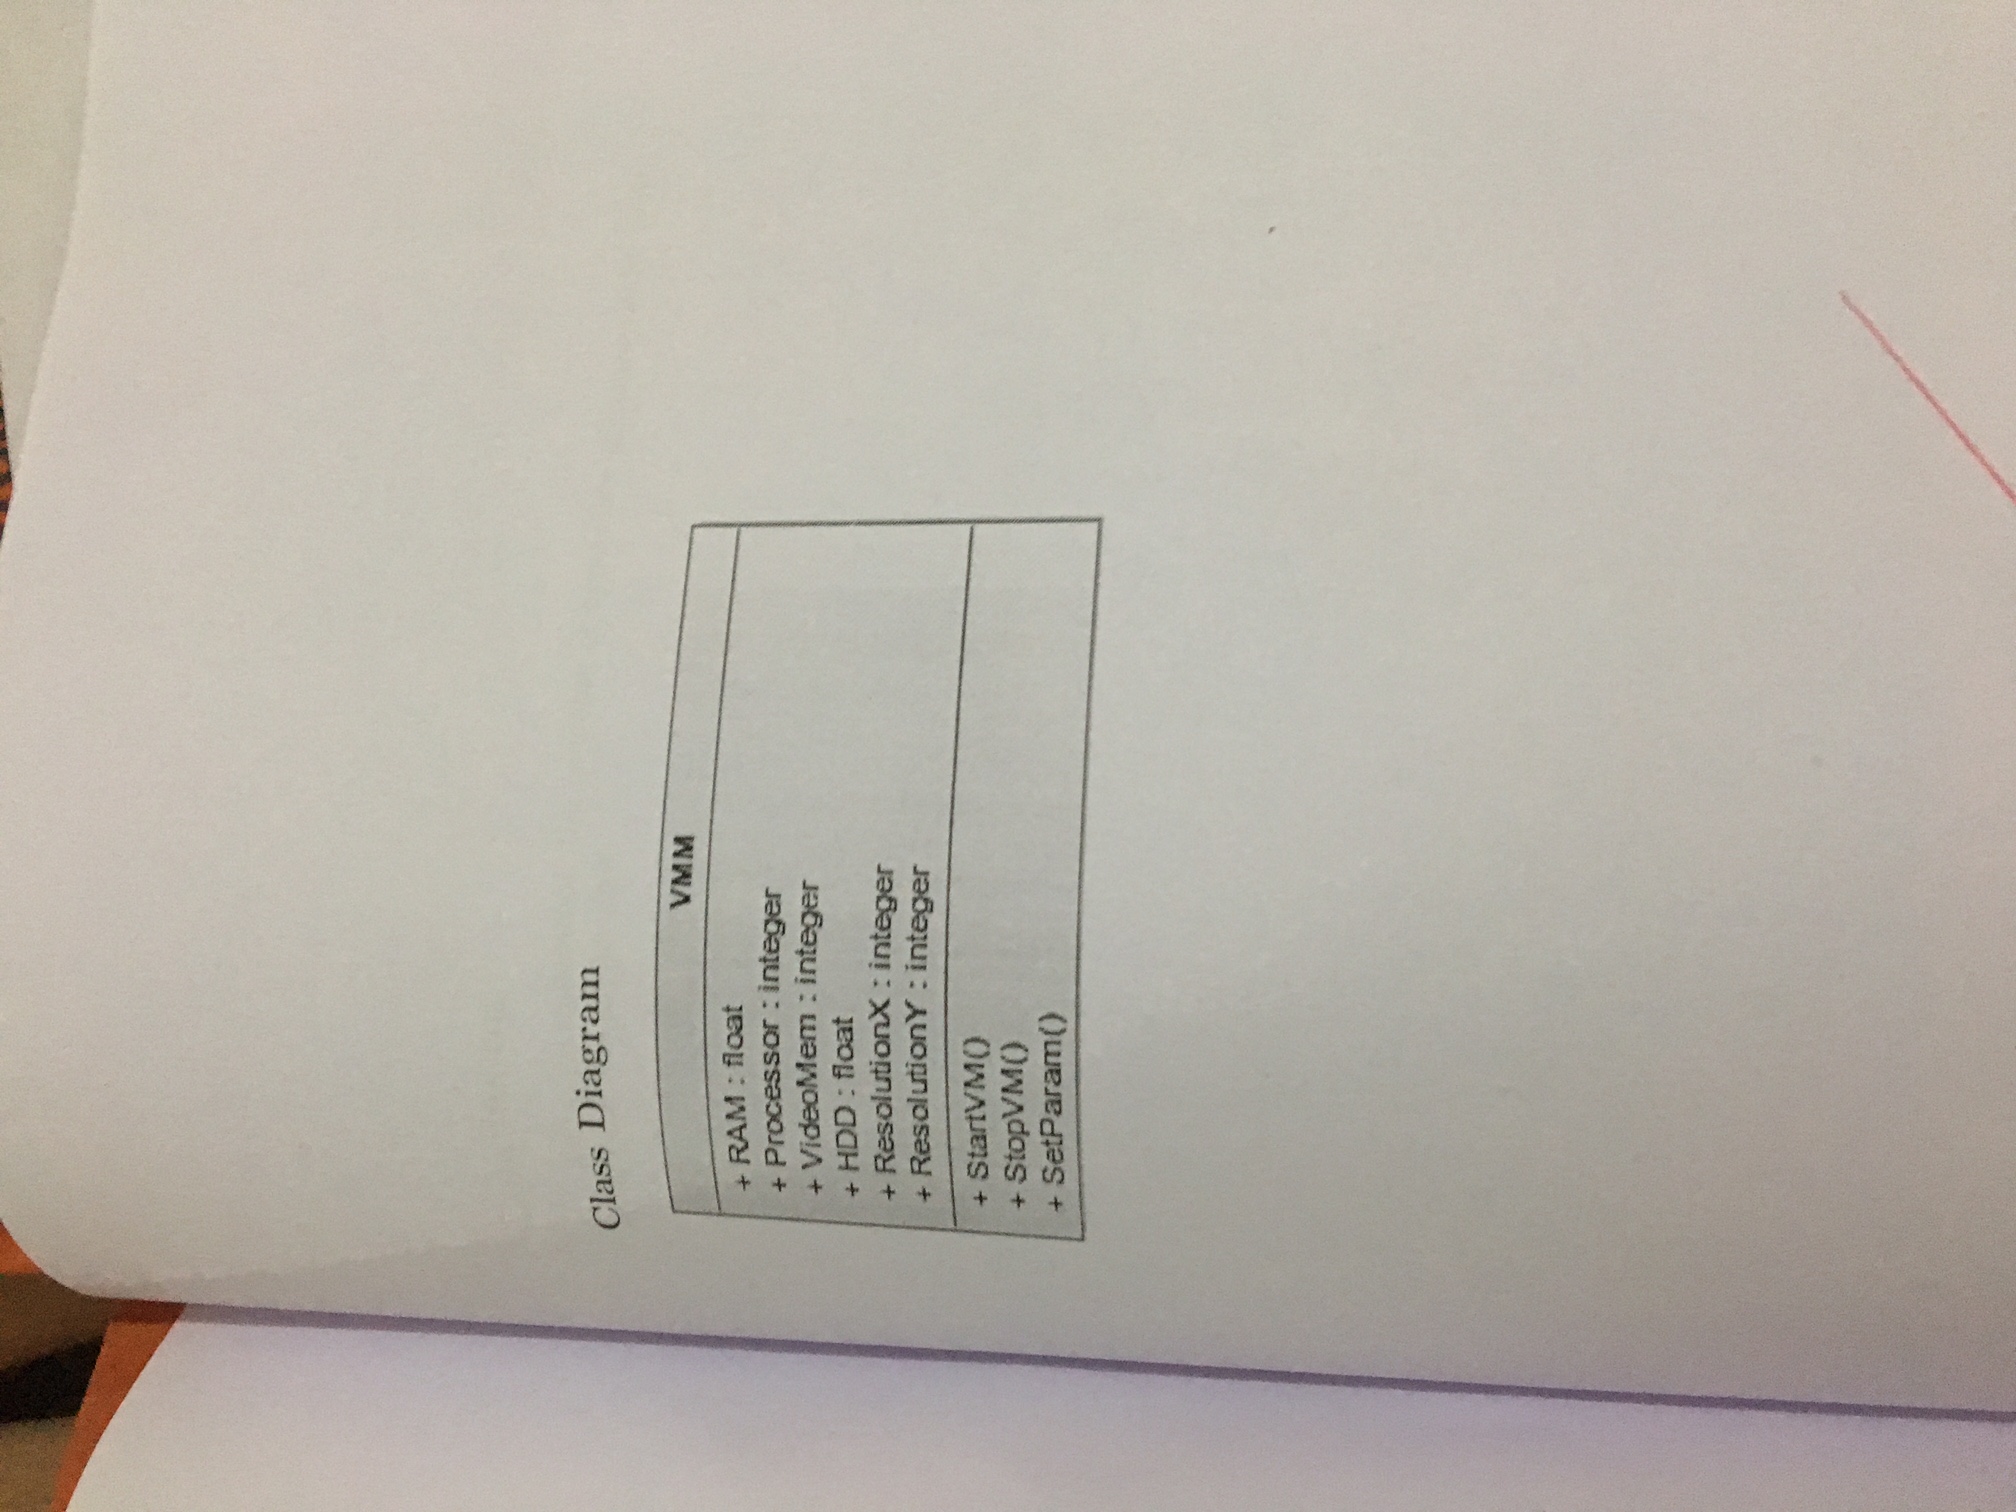 Class Diagram
VMM
+ RAM : float
+ Processor : integer
+ VideoMem : integer
+ HDD : float
+ ResolutionX : integer
+ ResolutionY : integer
+ StartVM()
+ StopVM()
+ SetParam()